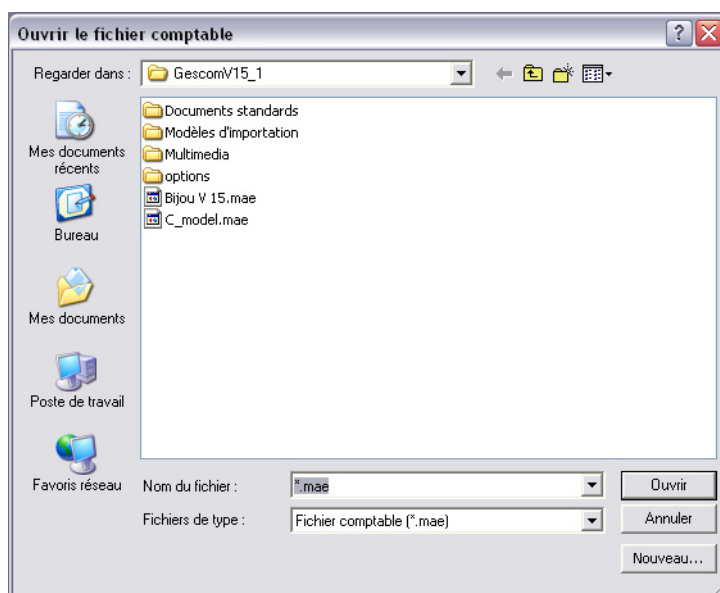 Ouvrir le fichier comptable
Regarder dans :
GescomV15_1
Mes documents
récents
Bureau
Mes documents
Poste de travail
Favoris réseau
Documents standards
Modèles d'importation
Multimedia
options
Bijou V 15.mae
C_model.mae
Nom du fichier :
*.mae
Ouvrir
Fichiers de type :
Fichier comptable (*.mae)
Annuler
Nouveau...